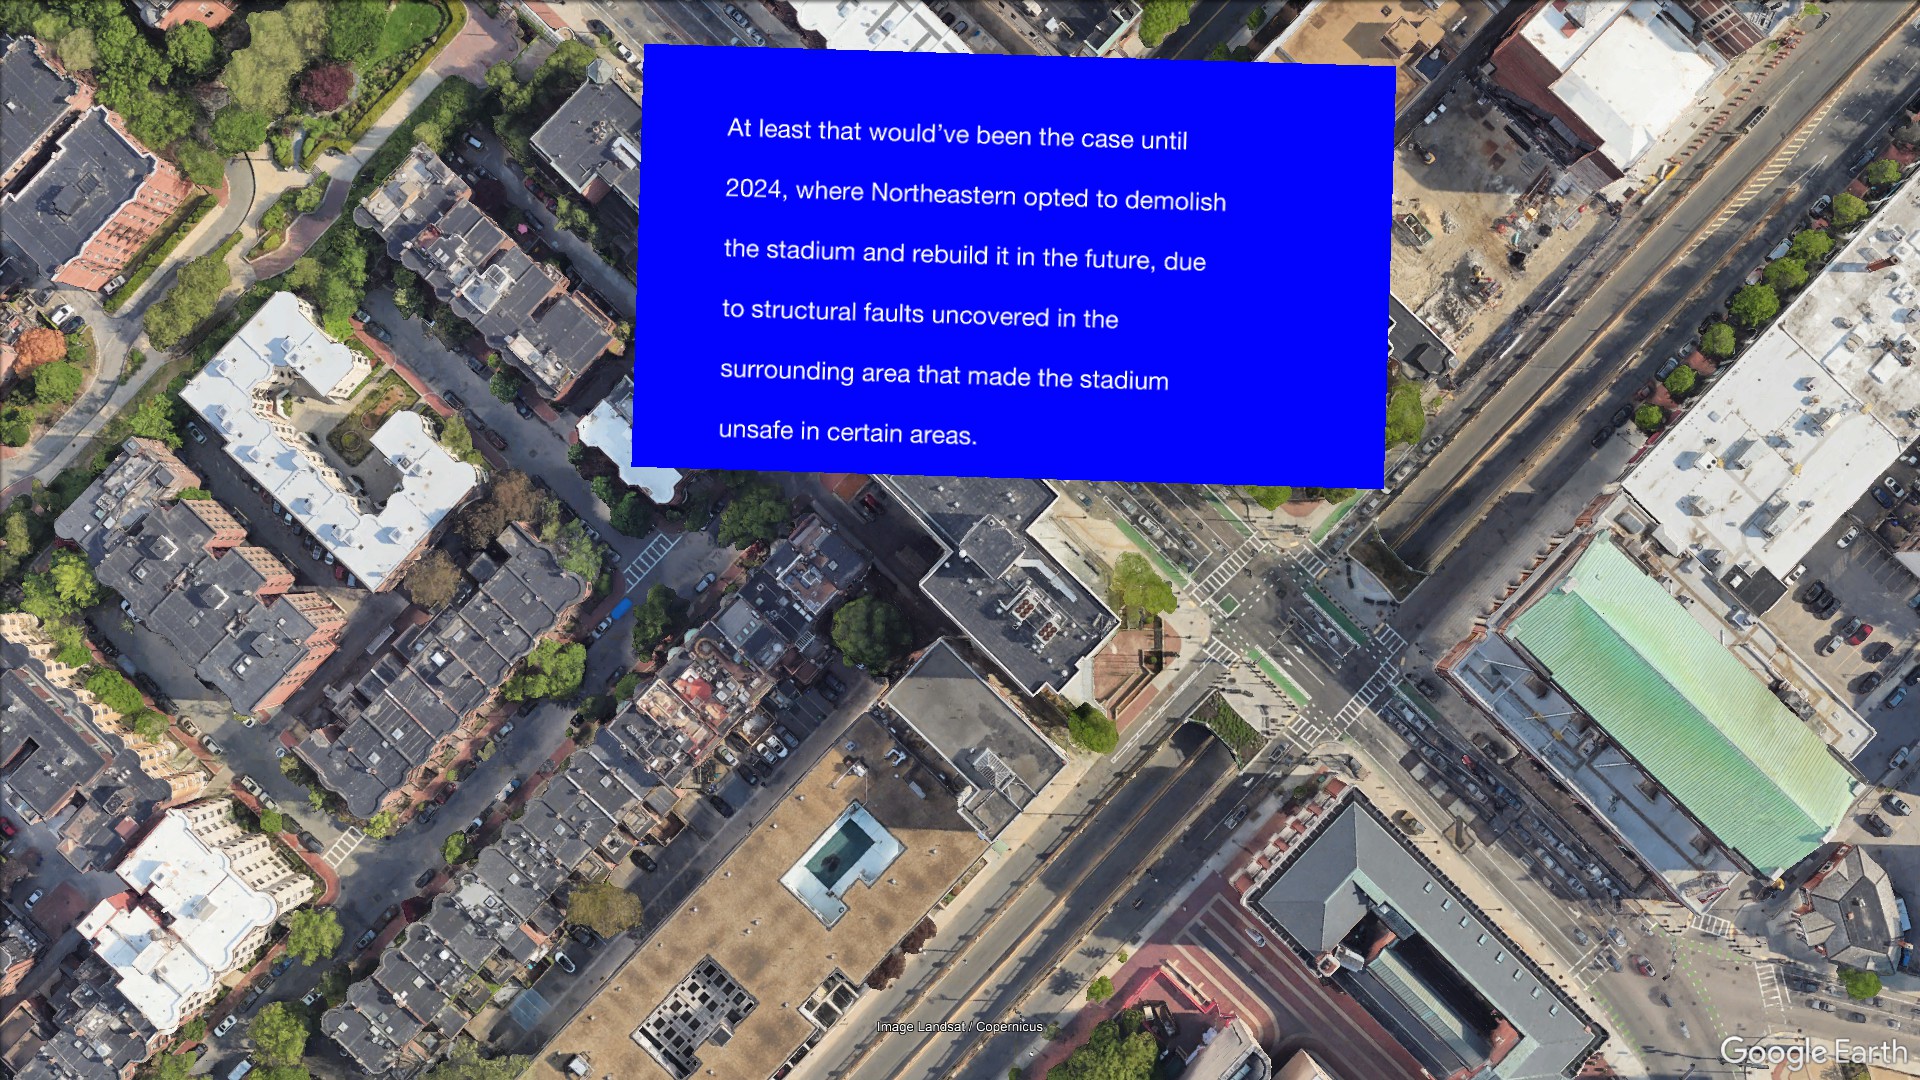 At least that would’ve been the case until
2024, where Northeastern opted to demolish
the stadium and rebuild it in the future, due
to structural faults uncovered in the
surrounding area that made the stadium
unsafe in certain areas.
Image Landsat / Copernicus
Google Earth